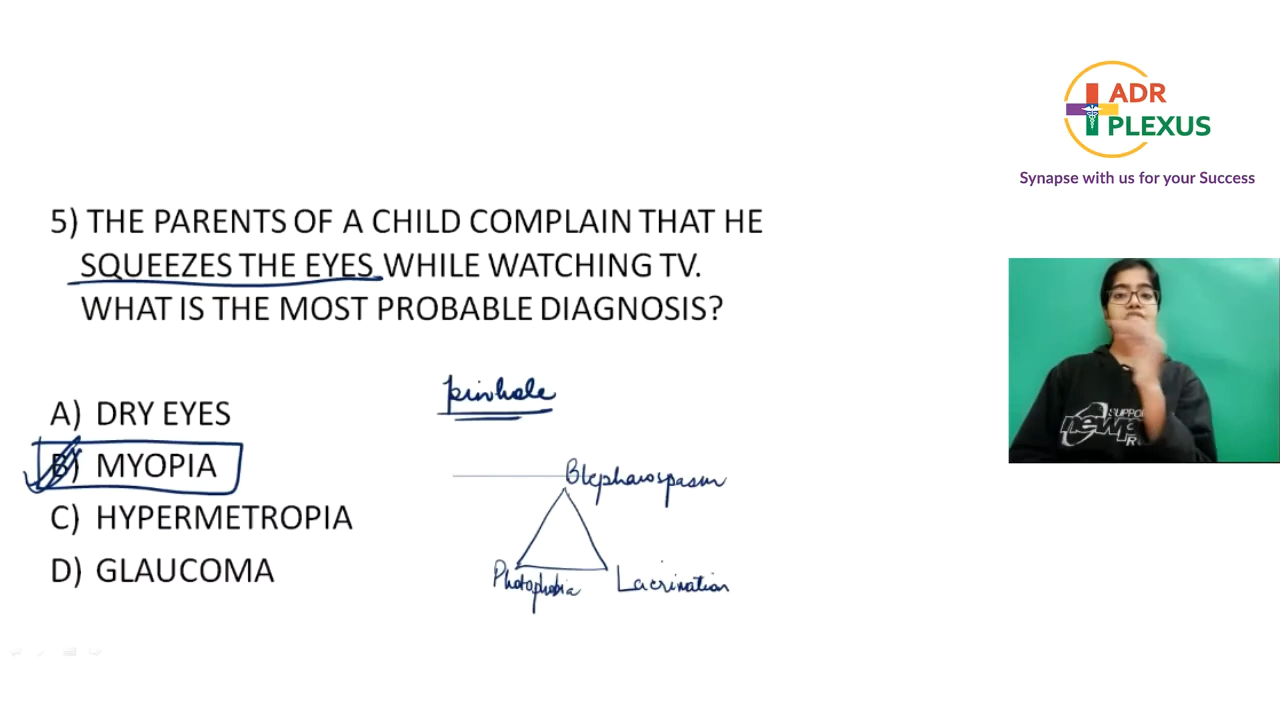 ADR
PLEXUS
Synapse with us for your Success
5) THE PARENTS OF A CHILD COMPLAIN THAT HE
SQUEEZES THE EYES WHILE WATCHING TV.
WHAT IS THE MOST PROBABLE DIAGNOSIS?
pinhole
A) DRY EYES
B) MYOPIA
C) HYPERMETROPIA
D) GLAUCOMA
Blepharospasm
Photophobia
Lacrimation